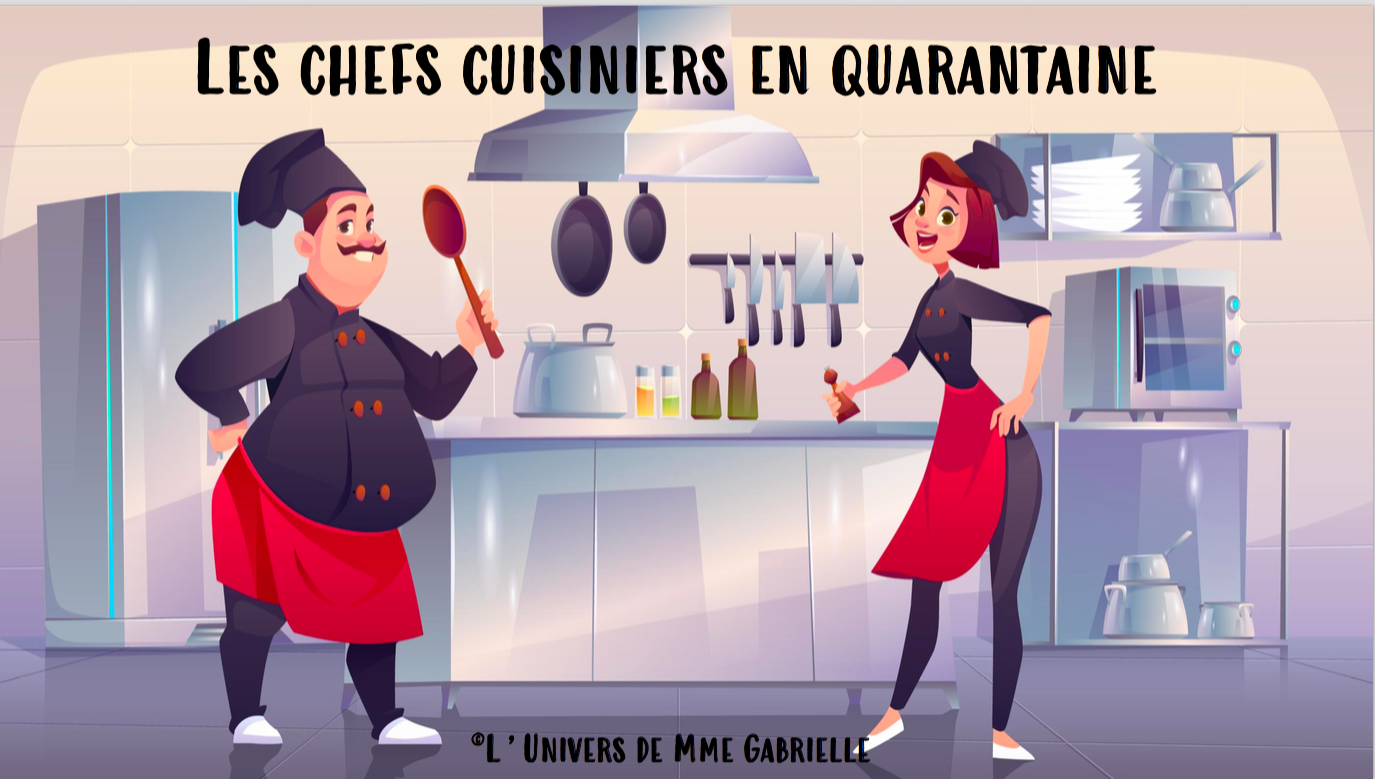 Les chefs cuisiniers en quarantaine
©L'Univers de Mme Gabrielle